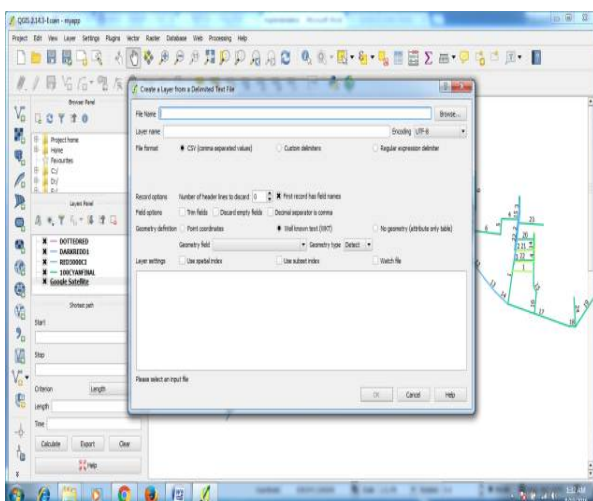 QGIS 2.14.3-Essen - myapp
Project Edit View Layer Settings Plugins Vector Raster Database Web Processing Help
Browser Panel
Project home
Home
Favourites
C:/
D:/
Layers Panel
DOTTEDRED
DARKREDD1
Google Satellite
Shortest path
Start
Stop
Criterion Length
Length
Time
Calculate Export Clear
Help
Create a Layer from a Delimited Text File
File Name Browse...
Layer name Encoding UTF-8
File format CSV (comma separated values) Custom delimiters Regular expression delimiter
Record options Number of header lines to discard 0 First record has field names
Field options Trim fields Discard empty fields Decimal separator is comma
Geometry definition Point coordinates Well known text (WKT) No geometry (attribute only table)
Geometry field Geometry type Detect
Layer settings Use spatial index Use subset index Watch file
Please select an input file
OK Cancel Help